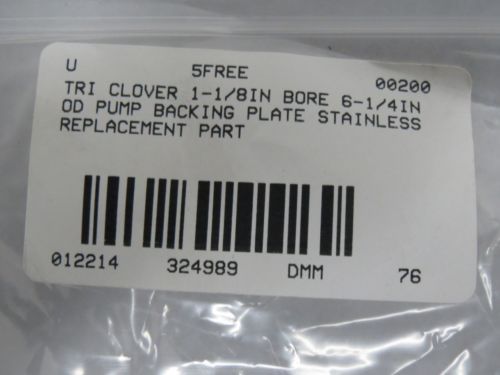 U 5FREE 00200
TRI CLOVER 1-1/8IN BORE 6-1/4IN
OD PUMP BACKING PLATE STAINLESS
REPLACEMENT PART
012214 324989 DMM 76